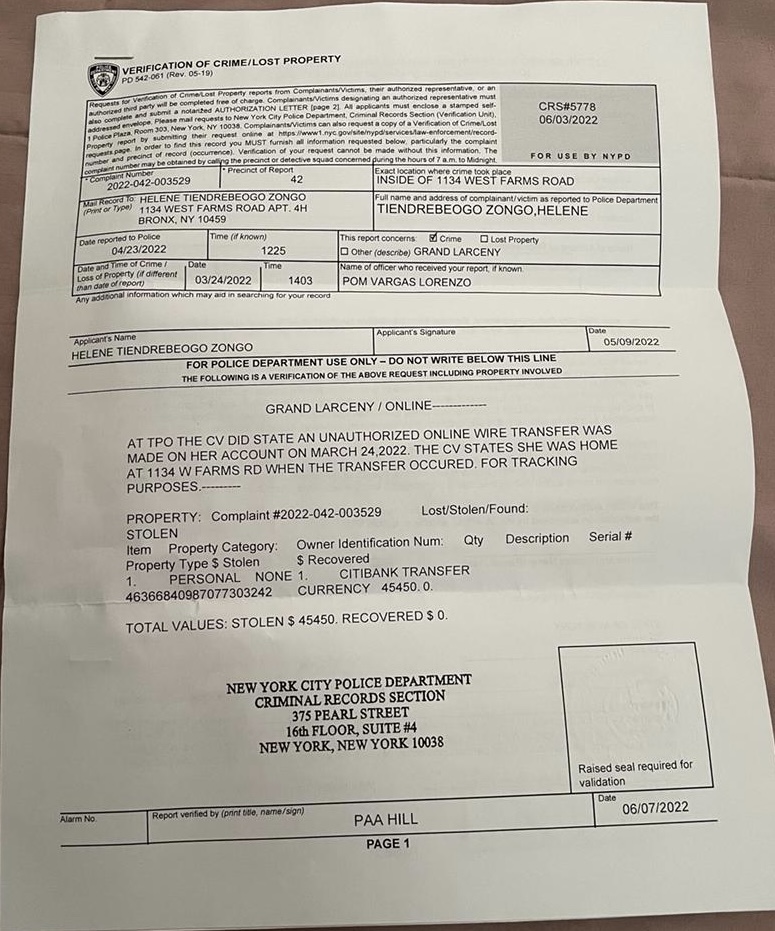 VERIFICATION OF CRIME/LOST PROPERTY
PD 542-061 (Rev. 05-19)
Requests for Verification of Crime/Lost Property reports from Complainants/Victims, their authorized representative, or an
authorized third party will be completed free of charge. Complainants/Victims designating an authorized representative must
also complete and submit a notarized AUTHORIZATION LETTER [page 2]. All applicants must enclose a stamped self-
addressed envelope. Please mail requests to New York City Police Department, Criminal Records Section (Verification Unit),
1 Police Plaza, Room 303, New York, NY 10038. Complainants/Victims can also request a copy of a Verification of Crime/Lost
Property report by submitting their request online at https://www1.nyc.gov/site/nypd/services/law-enforcement/record-
requests.page. In order to find this record you MUST furnish all information requested below, particularly the complaint
number and precinct of record (occurrence). Verification of your request cannot be made without this information. The
complaint number may be obtained by calling the precinct or detective squad concerned during the hours of 7 a.m. to Midnight.
CRS#5778
06/03/2022
FOR USE BY NYPD
* Complaint Number
2022-042-003529
* Precinct of Report
42
Exact location where crime took place
INSIDE OF 1134 WEST FARMS ROAD
Mail Record To: HELENE TIENDREBEOGO ZONGO
(Print or Type) 1134 WEST FARMS ROAD APT. 4H
BRONX, NY 10459
Full name and address of complainant/victim as reported to Police Department
TIENDREBEOGO ZONGO,HELENE
Date reported to Police
04/23/2022
Time (if known)
1225
This report concerns: ☑ Crime ☐ Lost Property
☐ Other (describe) GRAND LARCENY
Date and Time of Crime /
Loss of Property (if different
than date of report)
Date
03/24/2022
Time
1403
Name of officer who received your report, if known.
POM VARGAS LORENZO
Any additional information which may aid in searching for your record
Applicant's Name
HELENE TIENDREBEOGO ZONGO
Applicant's Signature
Date
05/09/2022
FOR POLICE DEPARTMENT USE ONLY – DO NOT WRITE BELOW THIS LINE
THE FOLLOWING IS A VERIFICATION OF THE ABOVE REQUEST INCLUDING PROPERTY INVOLVED
GRAND LARCENY / ONLINE-------------
AT TPO THE CV DID STATE AN UNAUTHORIZED ONLINE WIRE TRANSFER WAS
MADE ON HER ACCOUNT ON MARCH 24,2022. THE CV STATES SHE WAS HOME
AT 1134 W FARMS RD WHEN THE TRANSFER OCCURED. FOR TRACKING
PURPOSES.---------
PROPERTY: Complaint #2022-042-003529 Lost/Stolen/Found:
STOLEN
Item Property Category: Owner Identification Num: Qty Description Serial #
Property Type $ Stolen $ Recovered
1. PERSONAL NONE 1. CITIBANK TRANSFER
46366840987077303242 CURRENCY 45450. 0.
TOTAL VALUES: STOLEN $ 45450. RECOVERED $ 0.
NEW YORK CITY POLICE DEPARTMENT
CRIMINAL RECORDS SECTION
375 PEARL STREET
16th FLOOR, SUITE #4
NEW YORK, NEW YORK 10038
Raised seal required for
validation
Alarm No.
Report verified by (print title, name/sign)
PAA HILL
Date
06/07/2022
PAGE 1